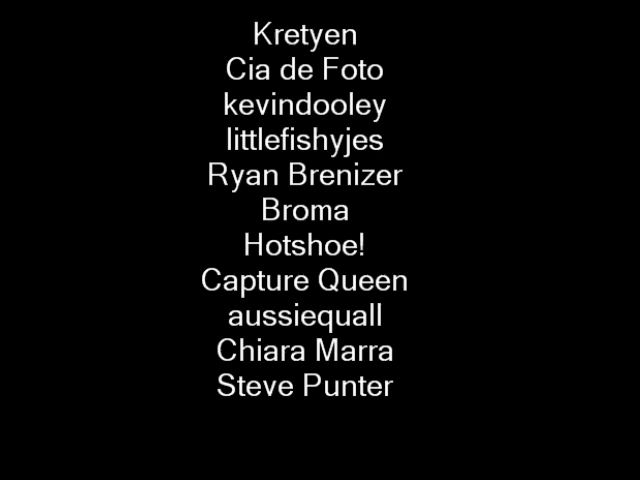 Kretyen
Cia de Foto
kevindooley
littlefishyjes
Ryan Brenizer
Broma
Hotshoe!
Capture Queen
aussiequall
Chiara Marra
Steve Punter